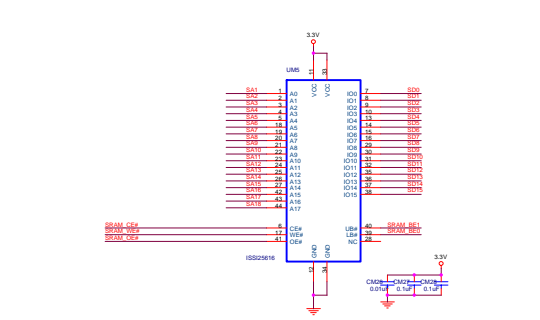 3.3V
UM5
11 33
VCC VCC
SA1 1 A0 IO0 7 SD0
SA2 2 A1 IO1 8 SD1
SA3 3 A2 IO2 9 SD2
SA4 4 A3 IO3 10 SD3
SA5 5 A4 IO4 13 SD4
SA6 18 A5 IO5 14 SD5
SA7 19 A6 IO6 15 SD6
SA8 20 A7 IO7 16 SD7
SA9 21 A8 IO8 29 SD8
SA10 22 A9 IO9 30 SD9
SA11 23 A10 IO10 31 SD10
SA12 24 A11 IO11 32 SD11
SA13 25 A12 IO12 35 SD12
SA14 26 A13 IO13 36 SD13
SA15 27 A14 IO14 37 SD14
SA16 42 A15 IO15 38 SD15
SA17 43 A16
SA18 44 A17
SRAM_CE# 6 CE# UB# 40 SRAM_BE1
SRAM_WE# 17 WE# LB# 39 SRAM_BE0
SRAM_OE# 41 OE# NC 28
GND GND
ISSI25616
12 34
3.3V
CM27 CM28
0.01uF 0.1uF 0.1uF